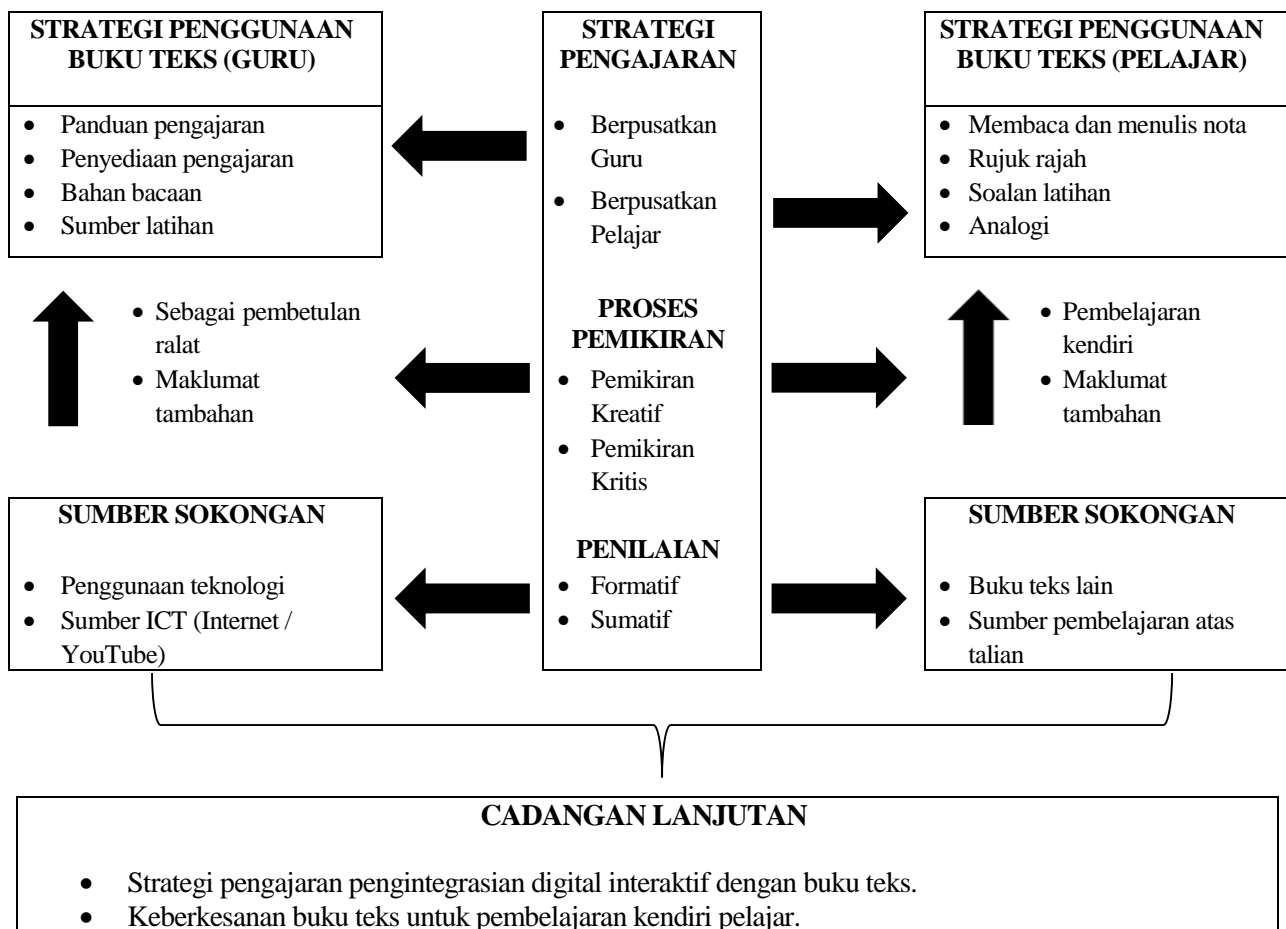 STRATEGI PENGGUNAAN
BUKU TEKS (GURU)
• Panduan pengajaran
• Penyediaan pengajaran
• Bahan bacaan
• Sumber latihan
• Sebagai pembetulan
ralat
• Maklumat
tambahan
SUMBER SOKONGAN
• Penggunaan teknologi
• Sumber ICT (Internet /
YouTube)
STRATEGI
PENGAJARAN
• Berpusatkan
Guru
• Berpusatkan
Pelajar
PROSES
PEMIKIRAN
• Pemikiran
Kreatif
• Pemikiran
Kritis
PENILAIAN
• Formatif
• Sumatif
STRATEGI PENGGUNAAN
BUKU TEKS (PELAJAR)
• Membaca dan menulis nota
• Rujuk rajah
• Soalan latihan
• Analogi
• Pembelajaran
kendiri
• Maklumat
tambahan
SUMBER SOKONGAN
• Buku teks lain
• Sumber pembelajaran atas
talian
CADANGAN LANJUTAN
• Strategi pengajaran pengintegrasian digital interaktif dengan buku teks.
• Keberkesanan buku teks untuk pembelajaran kendiri pelajar.